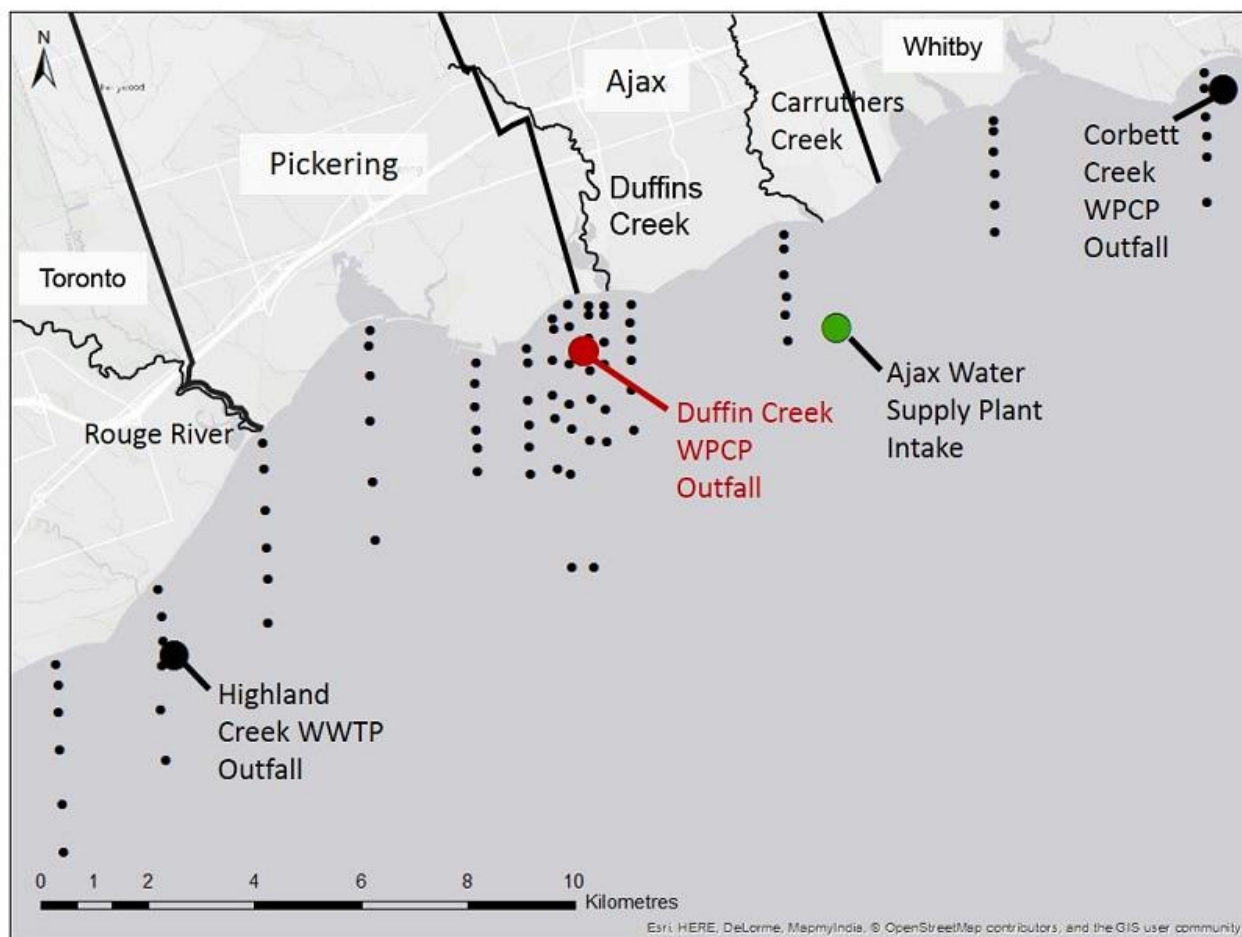 N
Whitby
Ajax
Carruthers
Creek
Corbett
Creek
WPCP
Outfall
Pickering
Duffins
Creek
Toronto
Rouge River
Ajax Water
Supply Plant
Intake
Duffin Creek
WPCP
Outfall
Highland
Creek WWTP
Outfall
0 1 2 4 6 8 10
Kilometres
Esri, HERE, DeLorme, MapmyIndia, © OpenStreetMap contributors, and the GIS user community